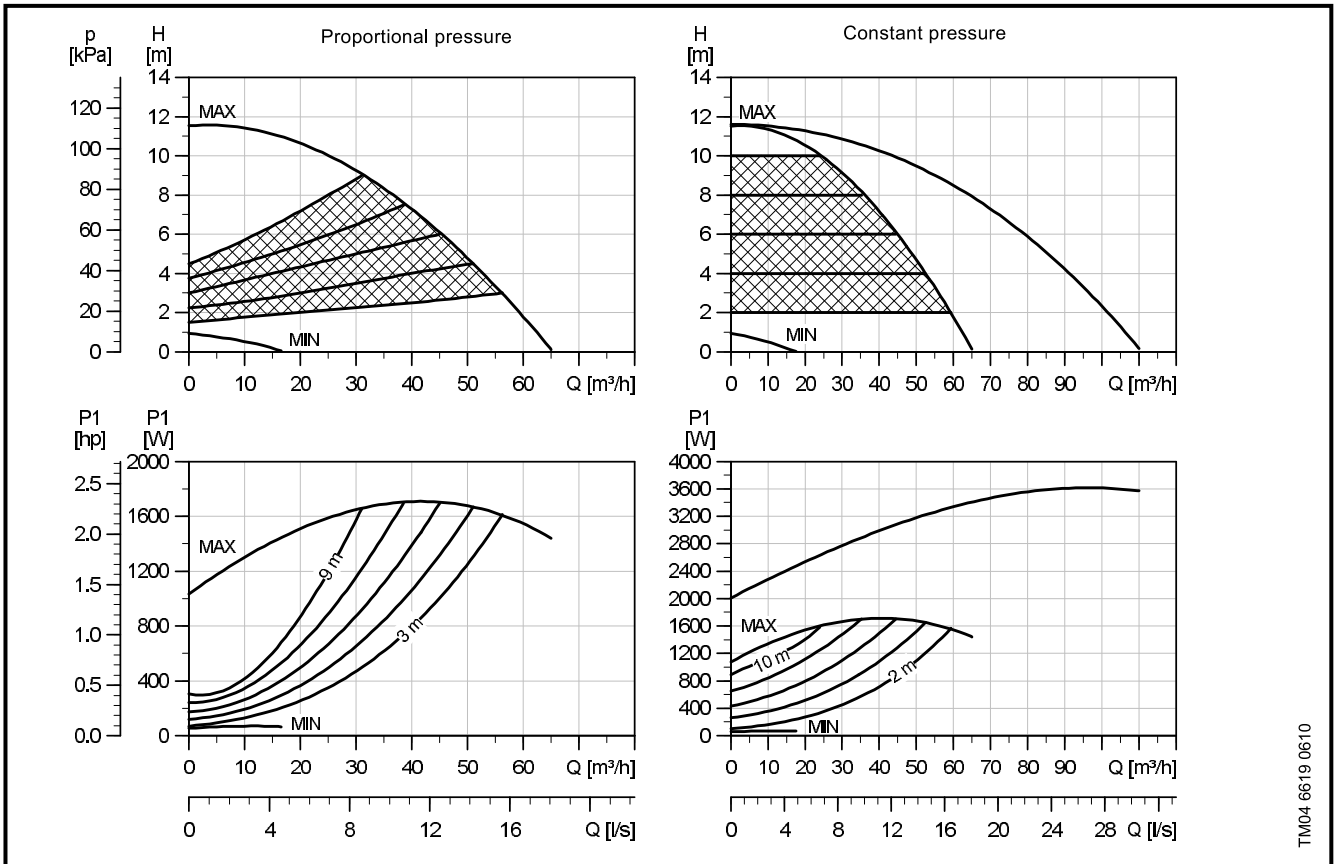 Proportional pressure
p
[kPa]
H
[m]
120
100
80
60
40
20
0
14
12
10
8
6
4
2
0
MAX
MIN
0 10 20 30 40 50 60 Q [m³/h]
Constant pressure
H
[m]
14
12
10
8
6
4
2
0
MAX
MIN
0 10 20 30 40 50 60 70 80 90 Q [m³/h]
P1
[hp]
P1
[W]
2.5
2.0
1.5
1.0
0.5
0.0
2000
1600
1200
800
400
0
MAX
9 m
3 m
MIN
0 10 20 30 40 50 60 Q [m³/h]
0 4 8 12 16 Q [l/s]
P1
[W]
4000
3600
3200
2800
2400
2000
1600
1200
800
400
0
MAX
10 m
2 m
MIN
0 10 20 30 40 50 60 70 80 90 Q [m³/h]
0 4 8 12 16 20 24 28 Q [l/s]
TM04 6619 0610